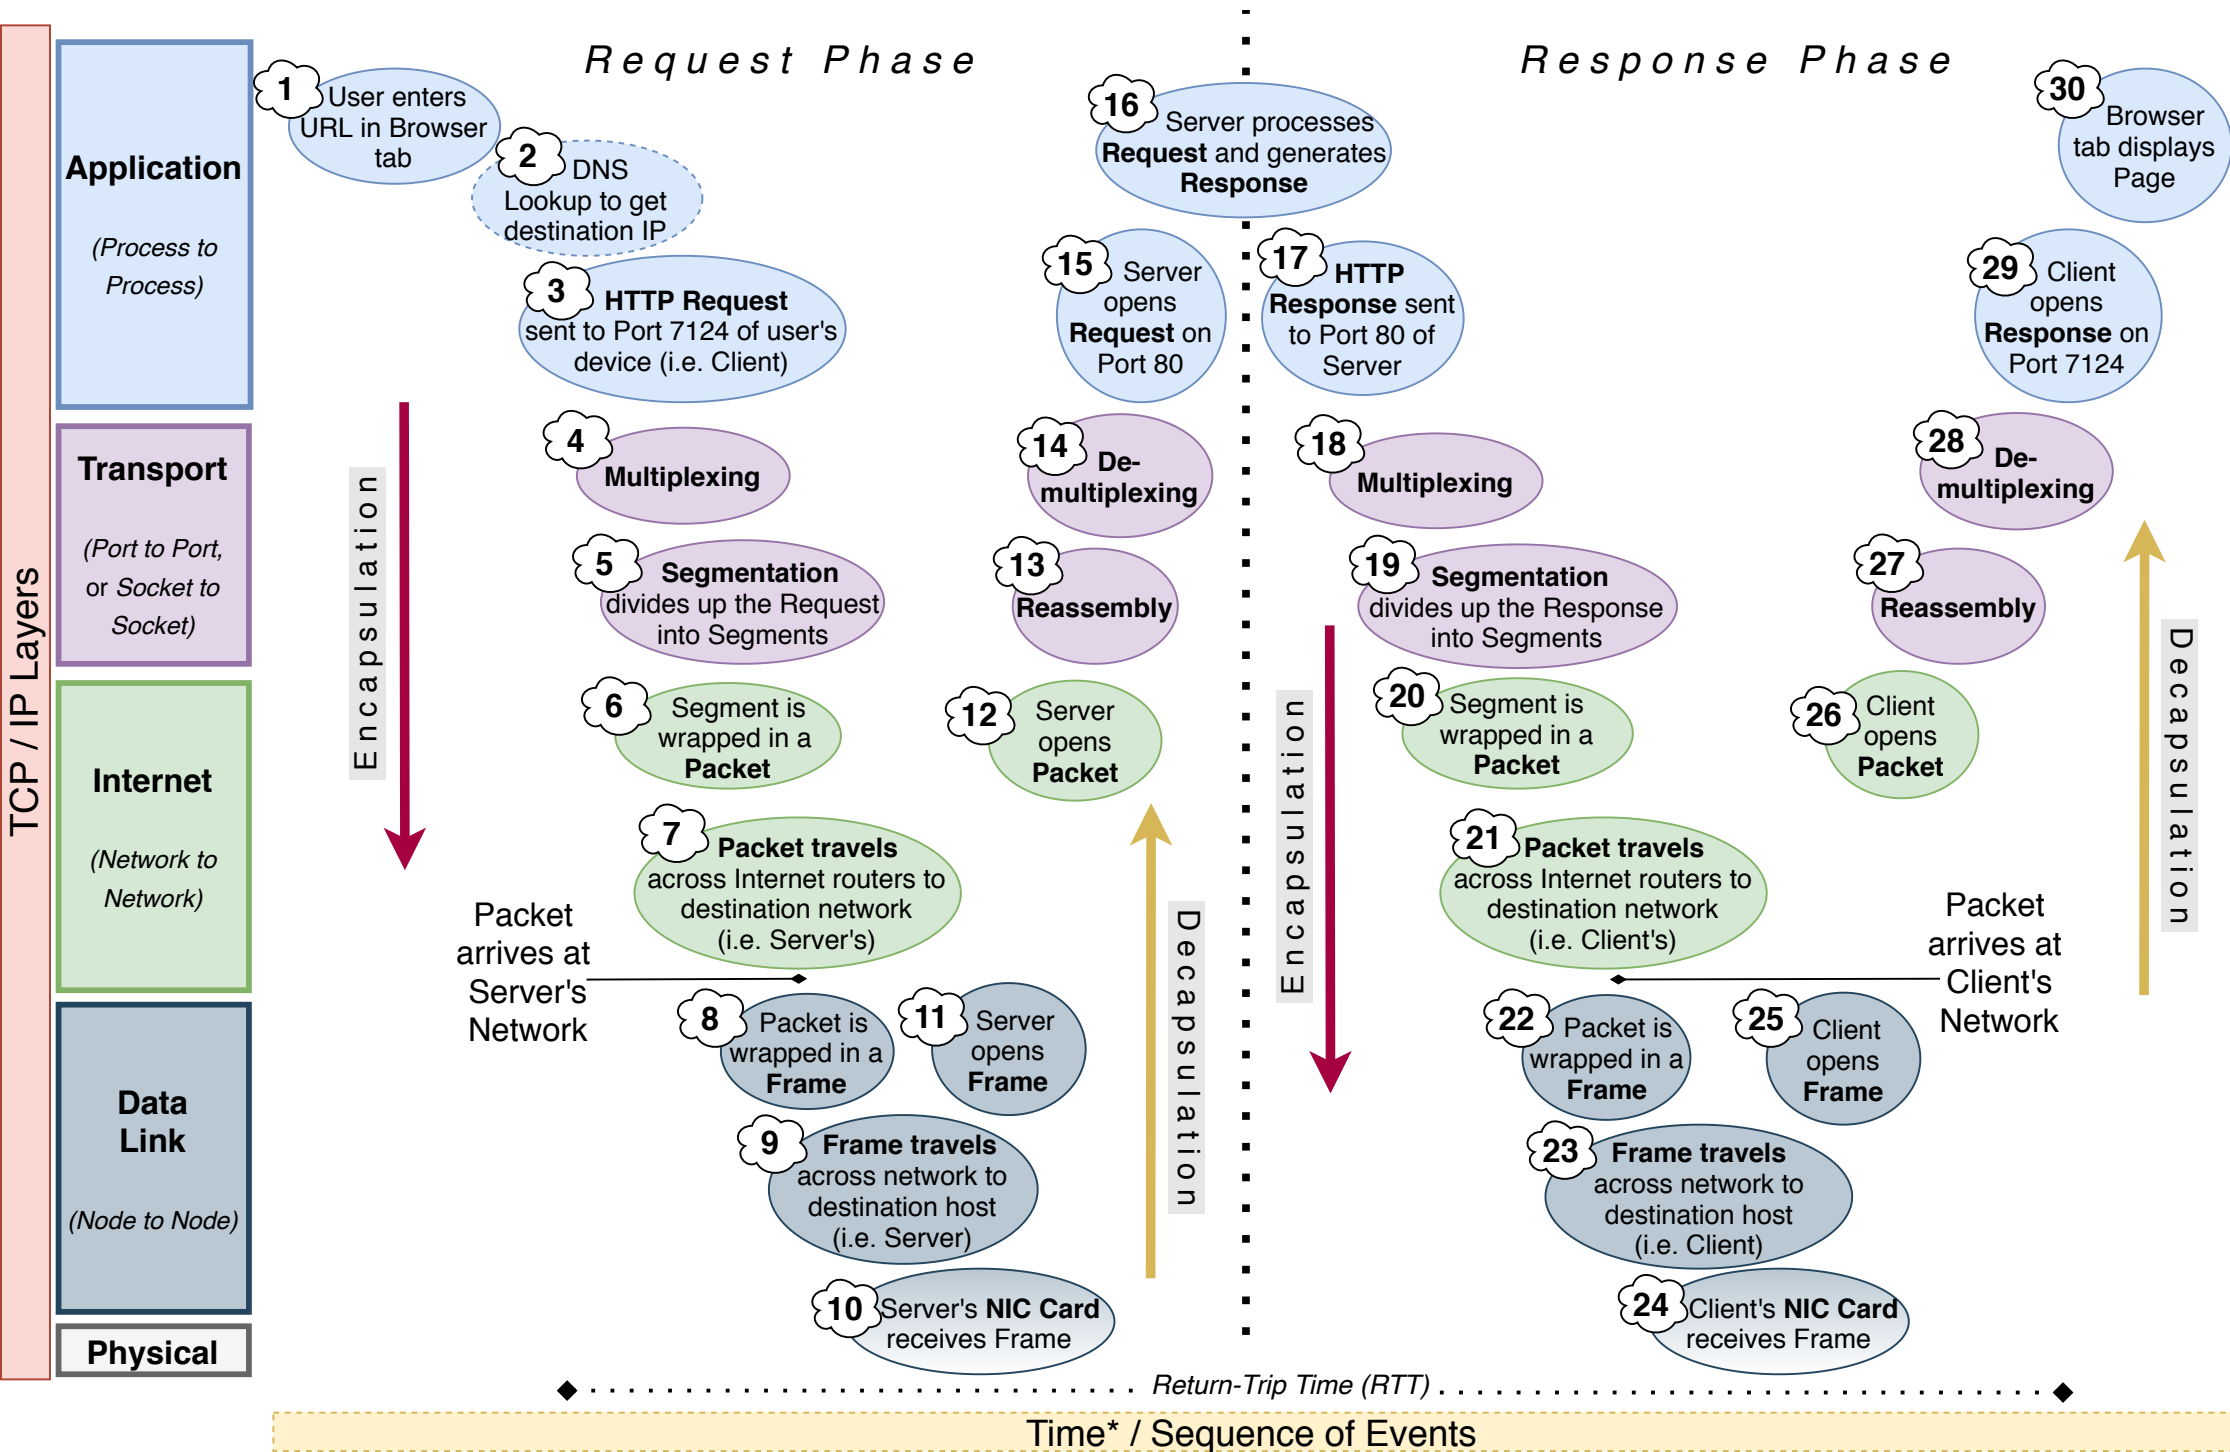 Request Phase
Response Phase
TCP / IP Layers
Application
(Process to
Process)
Transport
(Port to Port,
or Socket to
Socket)
Internet
(Network to
Network)
Data
Link
(Node to Node)
Physical
1
User enters
URL in Browser
tab
2
DNS
Lookup to get
destination IP
3
HTTP Request
sent to Port 7124 of user's
device (i.e. Client)
Encapsulation
4
Multiplexing
5
Segmentation
divides up the Request
into Segments
6
Segment is
wrapped in a
Packet
7
Packet travels
across Internet routers to
destination network
(i.e. Server's)
Packet
arrives at
Server's
Network
8
Packet is
wrapped in a
Frame
9
Frame travels
across network to
destination host
(i.e. Server)
10
Server's NIC Card
receives Frame
11
Server
opens
Frame
12
Server
opens
Packet
13
Reassembly
14
De-
multiplexing
15
Server
opens
Request on
Port 80
Decapsulation
16
Server processes
Request and generates
Response
17
HTTP
Response sent
to Port 80 of
Server
18
Multiplexing
19
Segmentation
divides up the Response
into Segments
Encapsulation
20
Segment is
wrapped in a
Packet
21
Packet travels
across Internet routers to
destination network
(i.e. Client's)
Packet
arrives at
Client's
Network
22
Packet is
wrapped in a
Frame
23
Frame travels
across network to
destination host
(i.e. Client)
24
Client's NIC Card
receives Frame
25
Client
opens
Frame
26
Client
opens
Packet
27
Reassembly
28
De-
multiplexing
29
Client
opens
Response on
Port 7124
30
Browser
tab displays
Page
Decapsulation
Return-Trip Time (RTT)
Time* / Sequence of Events